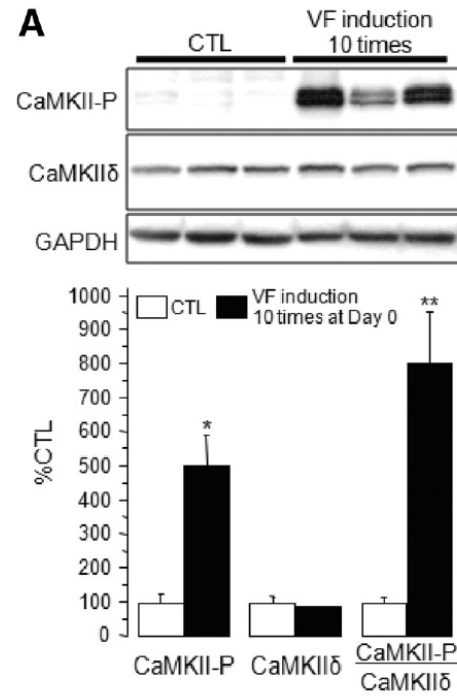 A
CTL
VF induction
10 times
CaMKII-P
CaMKIIδ
GAPDH
1000
900
800
700
600
500
400
300
200
100
0
%CTL
CTL
VF induction
10 times at Day 0
*
**
CaMKII-P
CaMKIIδ
CaMKII-P
CaMKIIδ